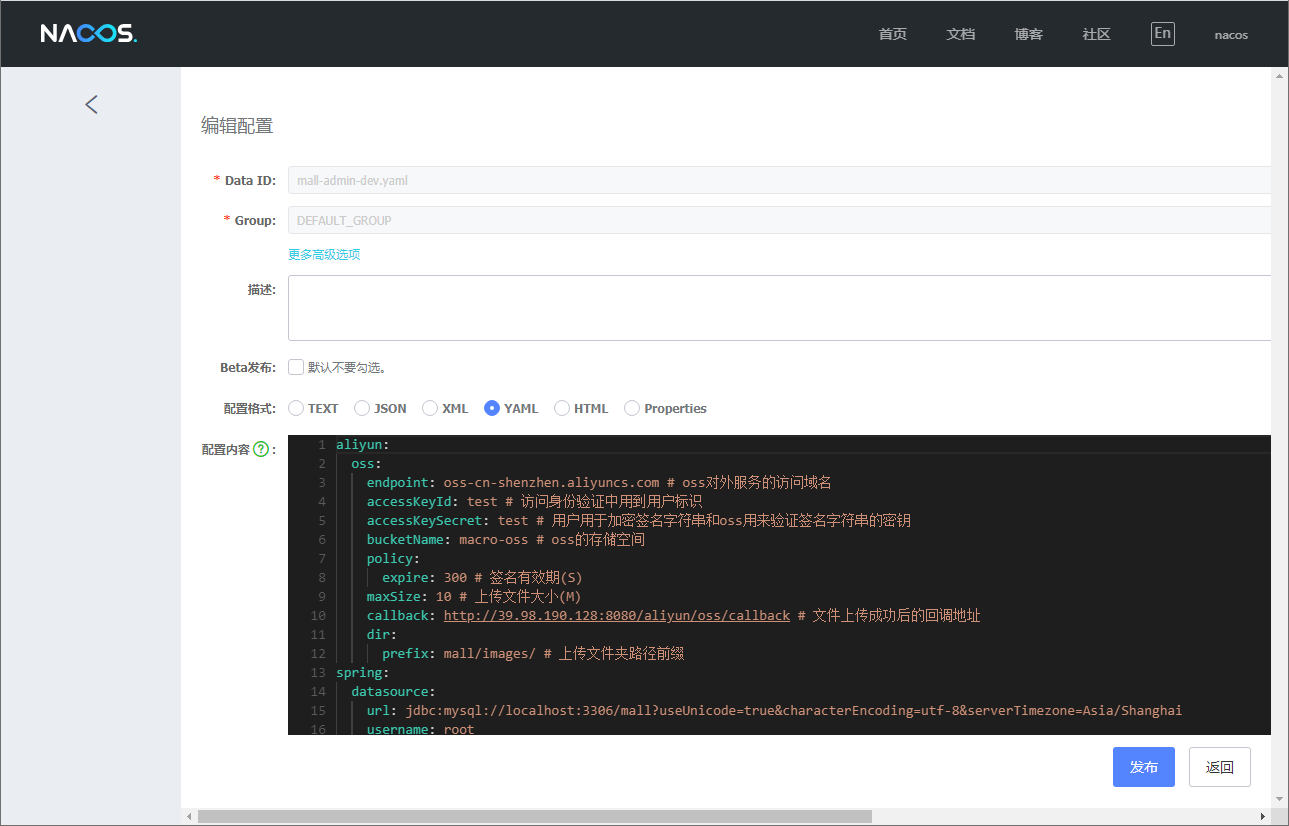 NACOS.
首页 文档 博客 社区 En nacos
编辑配置
* Data ID: mall-admin-dev.yaml
* Group: DEFAULT_GROUP
更多高级选项
描述:
Beta发布: 默认不要勾选。
配置格式: TEXT JSON XML YAML HTML Properties
配置内容 ? :
1 aliyun:
2 oss:
3 endpoint: oss-cn-shenzhen.aliyuncs.com # oss对外服务的访问域名
4 accessKeyId: test # 访问身份验证中用到用户标识
5 accessKeySecret: test # 用户用于加密签名字符串和oss用来验证签名字符串的密钥
6 bucketName: macro-oss # oss的存储空间
7 policy:
8 expire: 300 # 签名有效期(S)
9 maxSize: 10 # 上传文件大小(M)
10 callback: http://39.98.190.128:8080/aliyun/oss/callback # 文件上传成功后的回调地址
11 dir:
12 prefix: mall/images/ # 上传文件夹路径前缀
13 spring:
14 datasource:
15 url: jdbc:mysql://localhost:3306/mall?useUnicode=true&characterEncoding=utf-8&serverTimezone=Asia/Shanghai
16 username: root
发布 返回